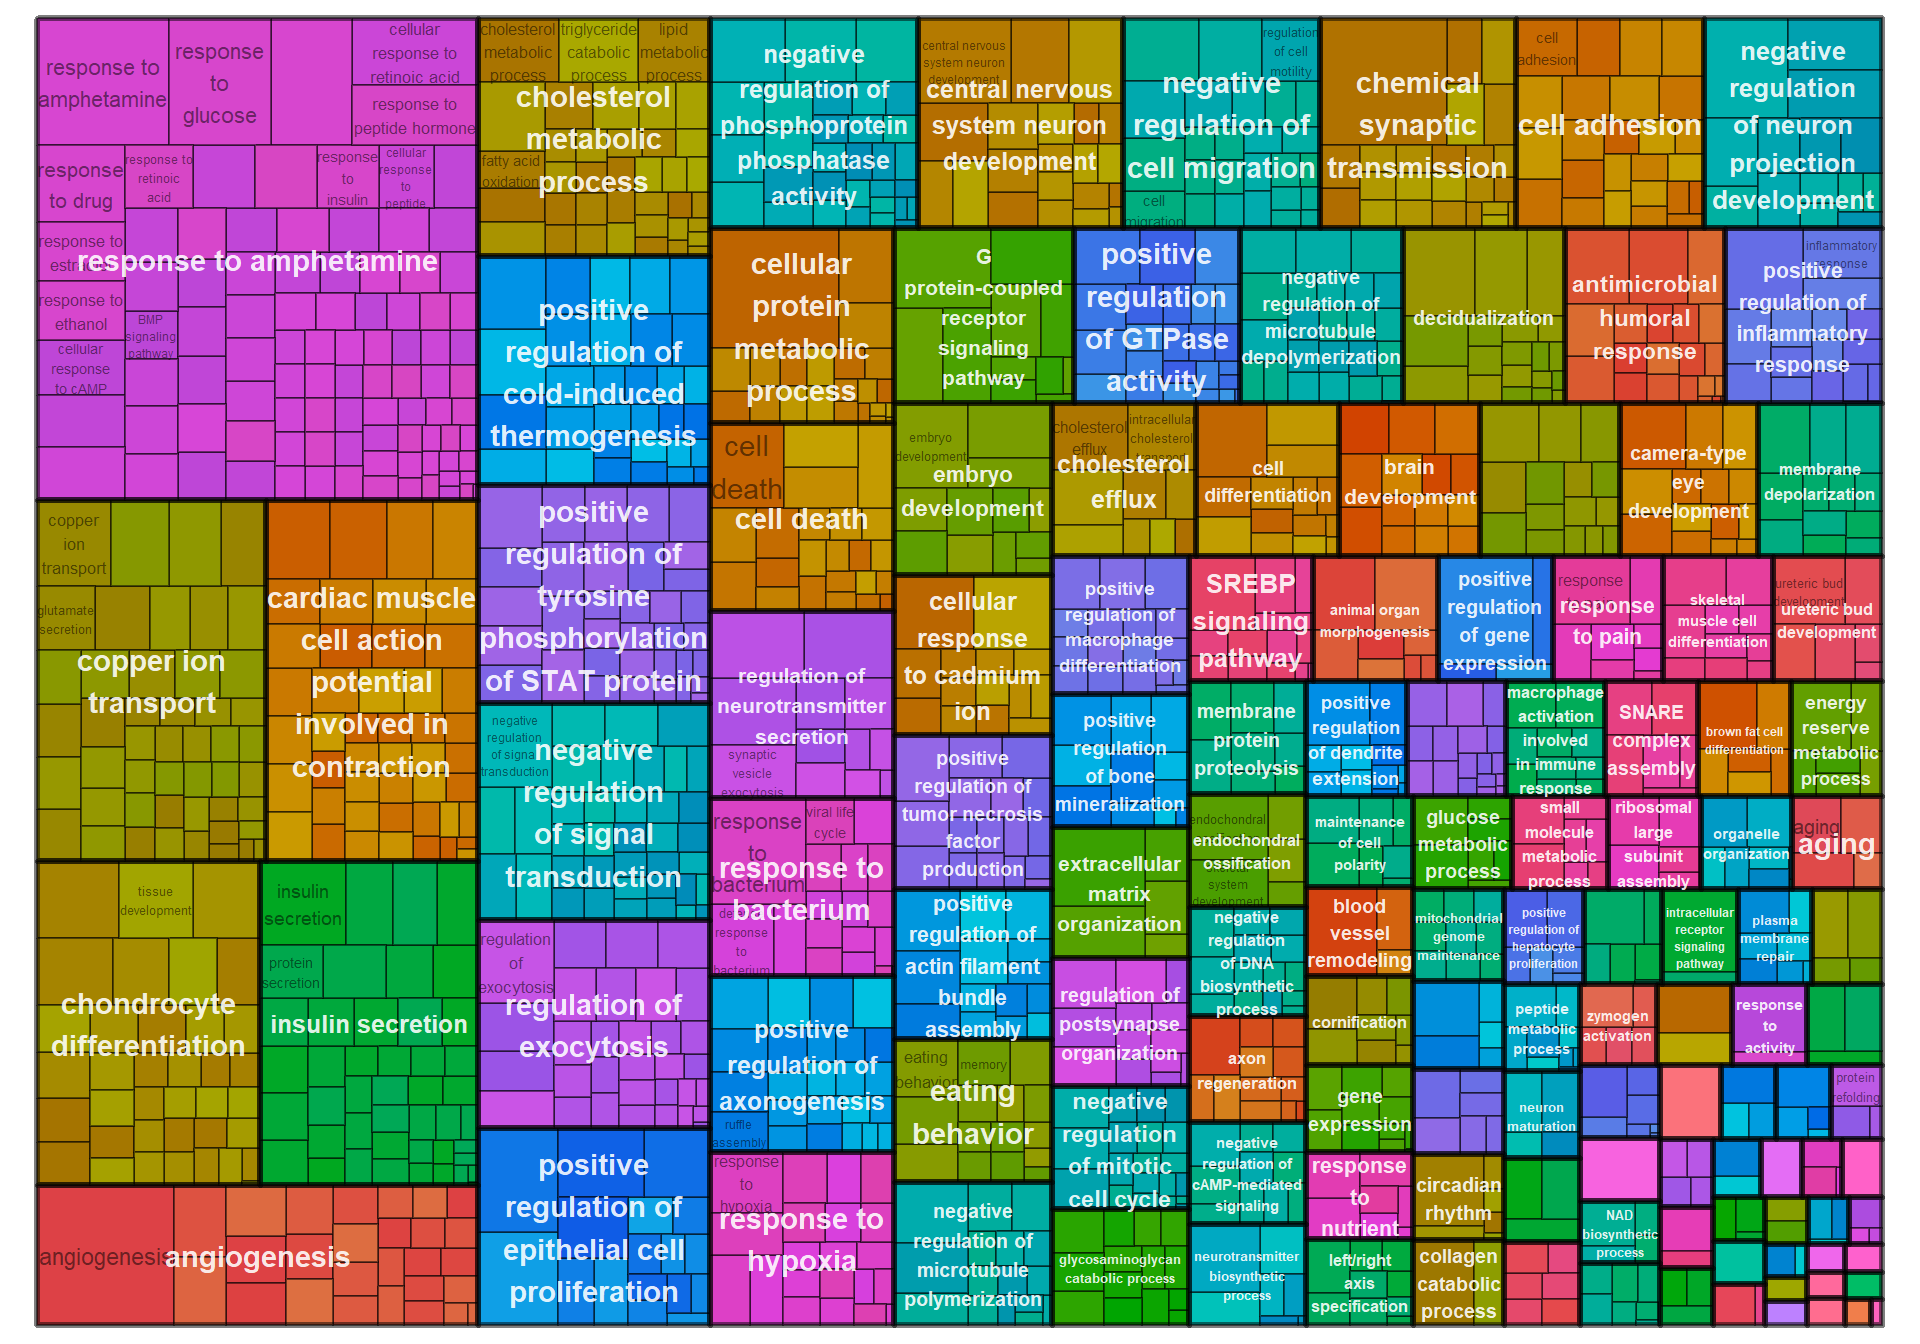 response to
amphetamine
response
to
glucose
cellular
response to
retinoic acid
response to
peptide hormone
response
to drug
response to
retinoic
acid
response
to
insulin
cellular
response
to
peptide
response to
response to amphetamine
response to
ethanol
BMP
signaling
pathway
cellular
response
to cAMP
cholesterol
metabolic
process
triglyceride
catabolic
process
lipid
metabolic
process
cholesterol
metabolic
process
fatty acid
oxidation
negative
regulation of
phosphoprotein
phosphatase
activity
central nervous
system neuron
development
central nervous
system neuron
development
regulation
of cell
motility
negative
regulation of
cell migration
cell
migration
chemical
synaptic
transmission
cell
adhesion
cell adhesion
negative
regulation
of neuron
projection
development
positive
regulation of
cold-induced
thermogenesis
cellular
protein
metabolic
process
G
protein-coupled
receptor
signaling
pathway
positive
regulation
of GTPase
activity
negative
regulation of
microtubule
depolymerization
decidualization
antimicrobial
humoral
response
inflammatory
response
positive
regulation of
inflammatory
response
cell
death
cell death
embryo
development
embryo
development
cholesterol
efflux
intracellular
cholesterol
transport
cholesterol
efflux
cell
differentiation
brain
development
camera-type
eye
development
membrane
depolarization
copper
ion
transport
glutamate
secretion
copper ion
transport
cardiac muscle
cell action
potential
involved in
contraction
positive
regulation of
tyrosine
phosphorylation
of STAT protein
regulation of
neurotransmitter
secretion
synaptic
vesicle
exocytosis
cellular
response
to cadmium
ion
positive
regulation of
macrophage
differentiation
SREBP
signaling
pathway
animal organ
morphogenesis
positive
regulation
of gene
expression
response
to pain
response
to pain
skeletal
muscle cell
differentiation
ureteric bud
development
ureteric bud
development
negative
regulation
of signal
transduction
negative
regulation
of signal
transduction
positive
regulation of
tumor necrosis
factor
production
positive
regulation
of bone
mineralization
membrane
protein
proteolysis
positive
regulation
of dendrite
extension
macrophage
activation
involved
in immune
response
SNARE
complex
assembly
brown fat cell
differentiation
energy
reserve
metabolic
process
response
to
bacterium
viral life
cycle
response to
bacterium
response
to
bacterium
extracellular
matrix
organization
endochondral
endochondral
ossification
skeletal
system
development
maintenance
of cell
polarity
glucose
metabolic
process
small
molecule
metabolic
process
ribosomal
large
subunit
assembly
organelle
organization
aging
aging
tissue
development
chondrocyte
differentiation
insulin
secretion
protein
secretion
insulin secretion
regulation
of
exocytosis
regulation of
exocytosis
positive
regulation of
axonogenesis
ruffle
assembly
positive
regulation of
actin filament
bundle
assembly
regulation of
postsynapse
organization
negative
regulation
of DNA
biosynthetic
process
blood
vessel
remodeling
mitochondrial
genome
maintenance
positive
regulation of
hepatocyte
proliferation
intracellular
receptor
signaling
pathway
plasma
membrane
repair
eating
behavior
memory
eating
behavior
axon
regeneration
cornification
peptide
metabolic
process
zymogen
activation
response
to
activity
negative
regulation
of mitotic
cell cycle
gene
expression
neuron
maturation
protein
refolding
angiogenesis
angiogenesis
positive
regulation of
epithelial cell
proliferation
response
to
hypoxia
response to
hypoxia
negative
regulation of
microtubule
polymerization
negative
regulation of
cAMP-mediated
signaling
response
to
nutrient
circadian
rhythm
NAD
biosynthetic
process
glycosaminoglycan
catabolic process
neurotransmitter
biosynthetic
process
left/right
axis
specification
collagen
catabolic
process